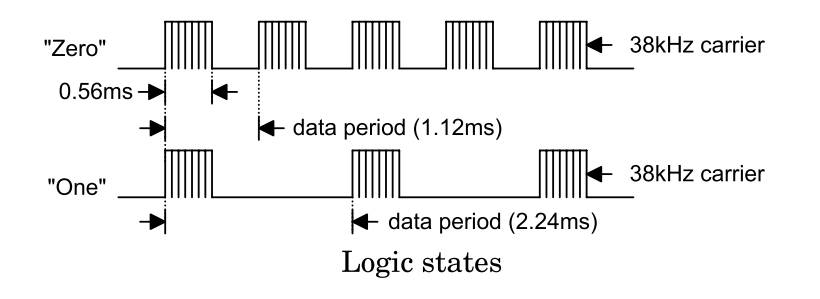 "Zero"
38kHz carrier
0.56ms
data period (1.12ms)
"One"
38kHz carrier
data period (2.24ms)
Logic states